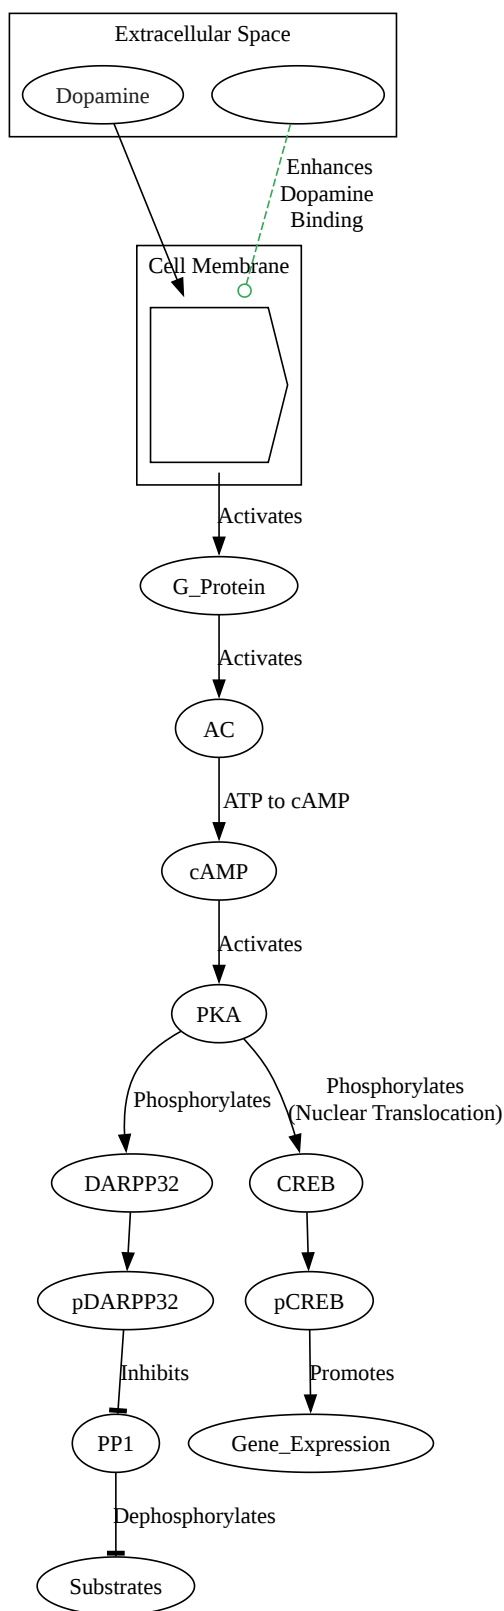 Extracellular Space
Dopamine
Enhances
Dopamine
Binding
Cell Membrane
Activates
G_Protein
Activates
AC
ATP to cAMP
cAMP
Activates
PKA
Phosphorylates
Phosphorylates
(Nuclear Translocation)
DARPP32
CREB
pDARPP32
pCREB
Inhibits
Promotes
PP1
Gene_Expression
Dephosphorylates
Substrates